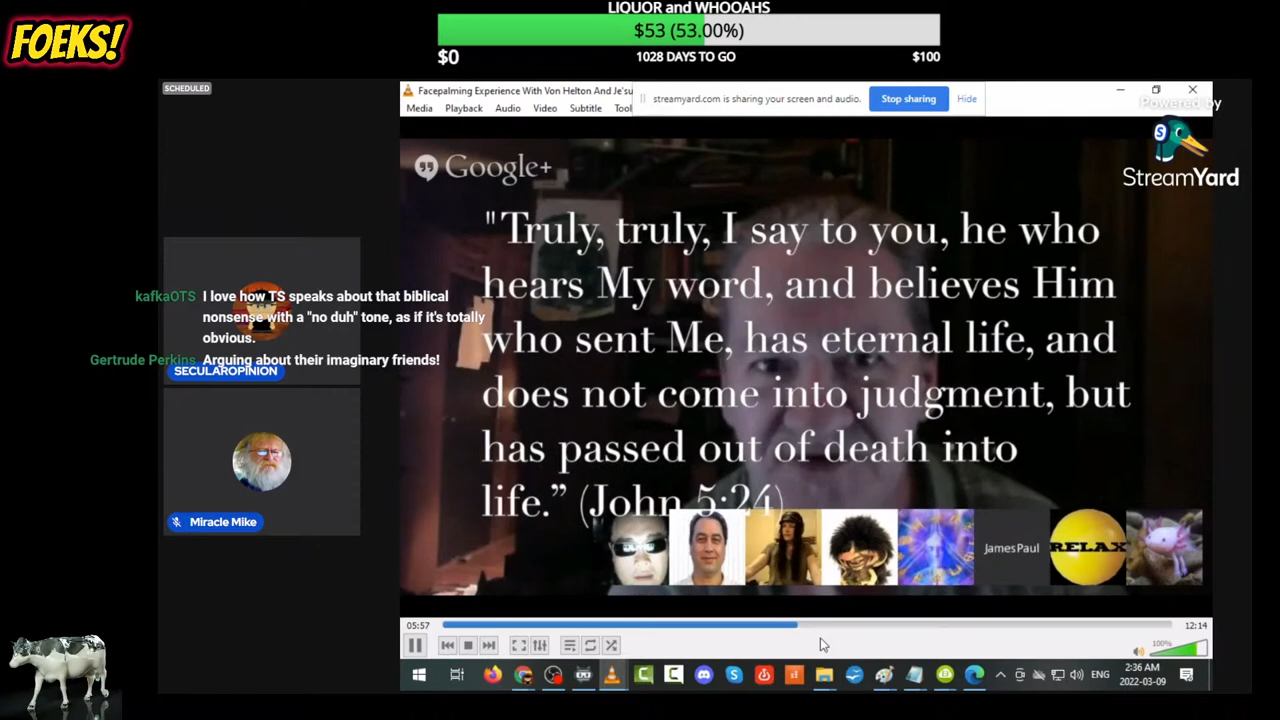 FOEKS!
LIQUOR and WHOOAHS
$53 (53.00%)
$0
1028 DAYS TO GO
$100
SCHEDULED
Facepalming Experience With Von Helton And Je'su
Media Playback Audio Video Subtitle Tool
streamyard.com is sharing your screen and audio.
Stop sharing
Hide
Powered by
StreamYard
Google+
"Truly, truly, I say to you, he who
hears My word, and believes Him
who sent Me, has eternal life, and
does not come into judgment, but
has passed out of death into
life.” (John 5:24)
kafkaOTS I love how TS speaks about that biblical
nonsense with a "no duh" tone, as if it's totally
obvious.
Gertrude Perkins Arguing about their imaginary friends!
SECULAROPINION
Miracle Mike
JamesPaul
RELAX
05:57
12:14
100%
ENG
2:36 AM
2022-03-09